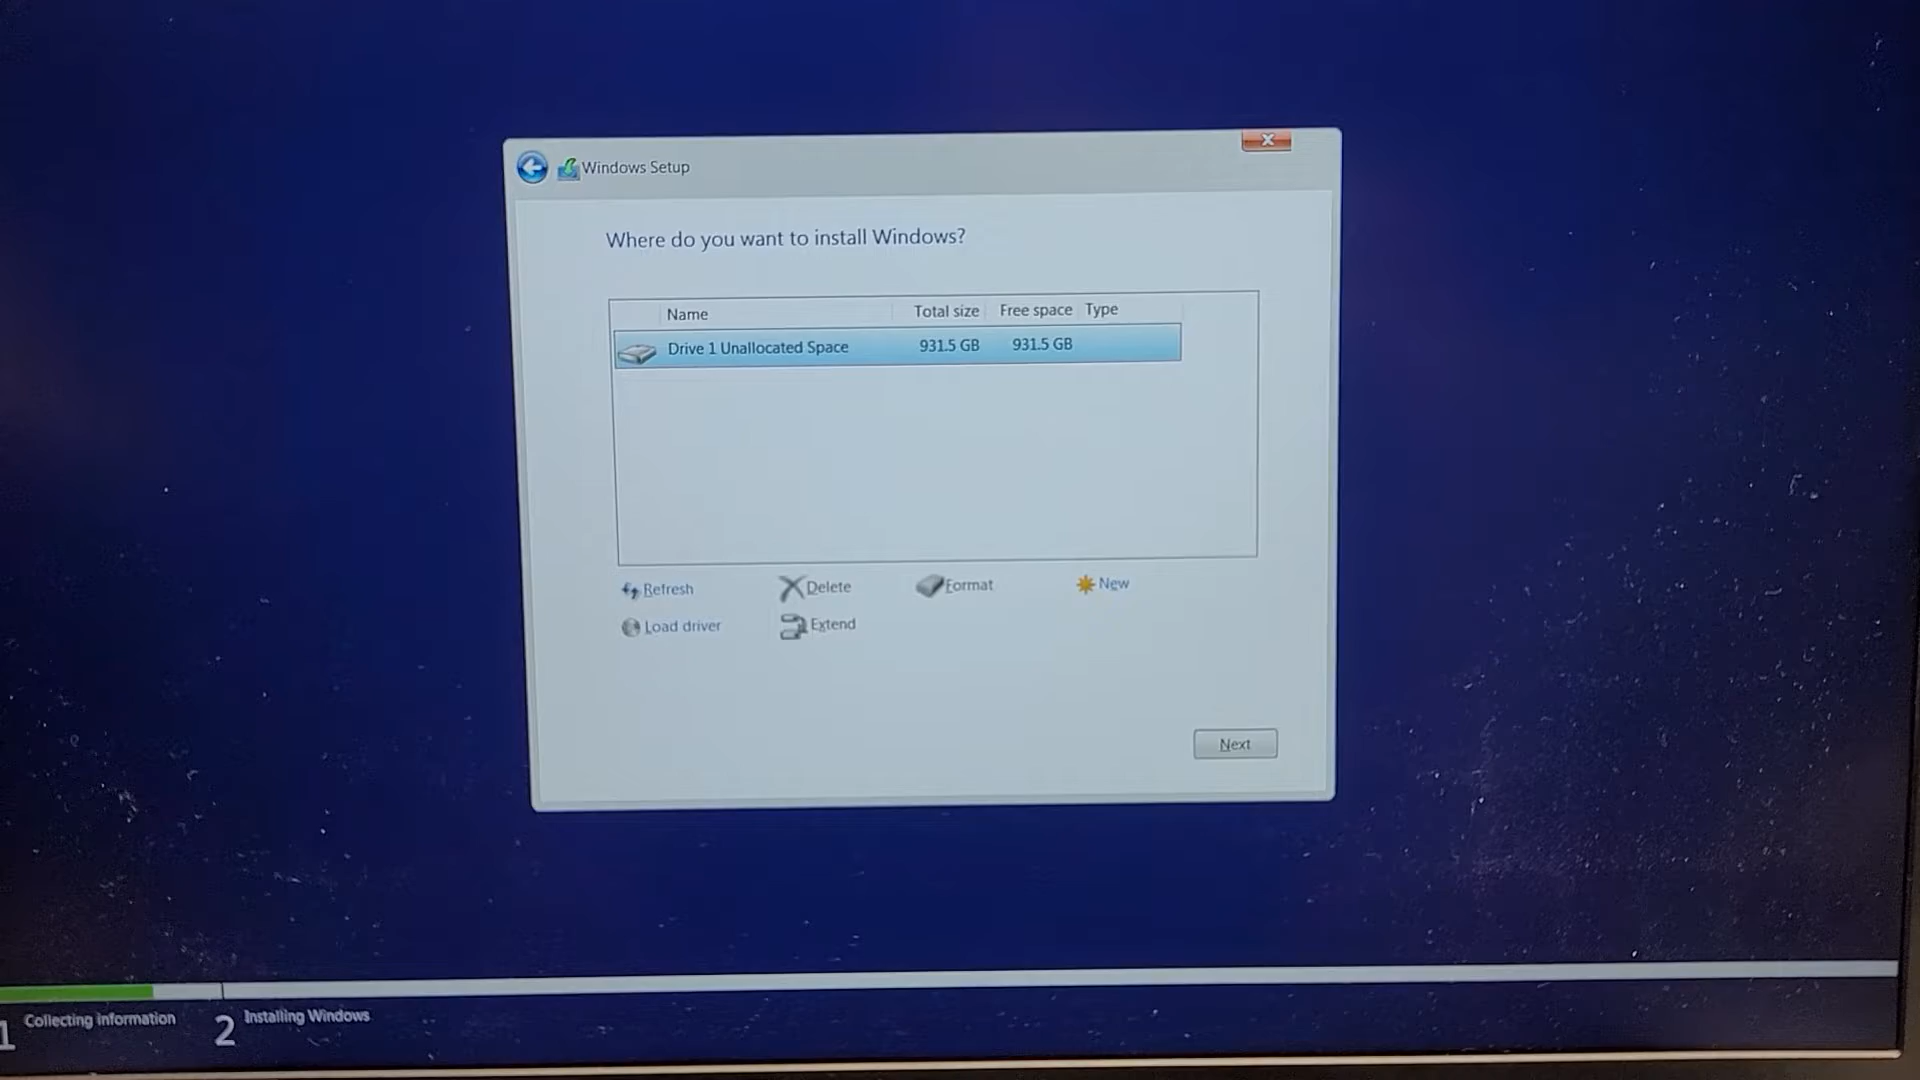 Windows Setup
Where do you want to install Windows?
Name Total size Free space Type
Drive 1 Unallocated Space 931.5 GB 931.5 GB
Refresh Delete Format New
Load driver Extend
Next
1 Collecting information 2 Installing Windows